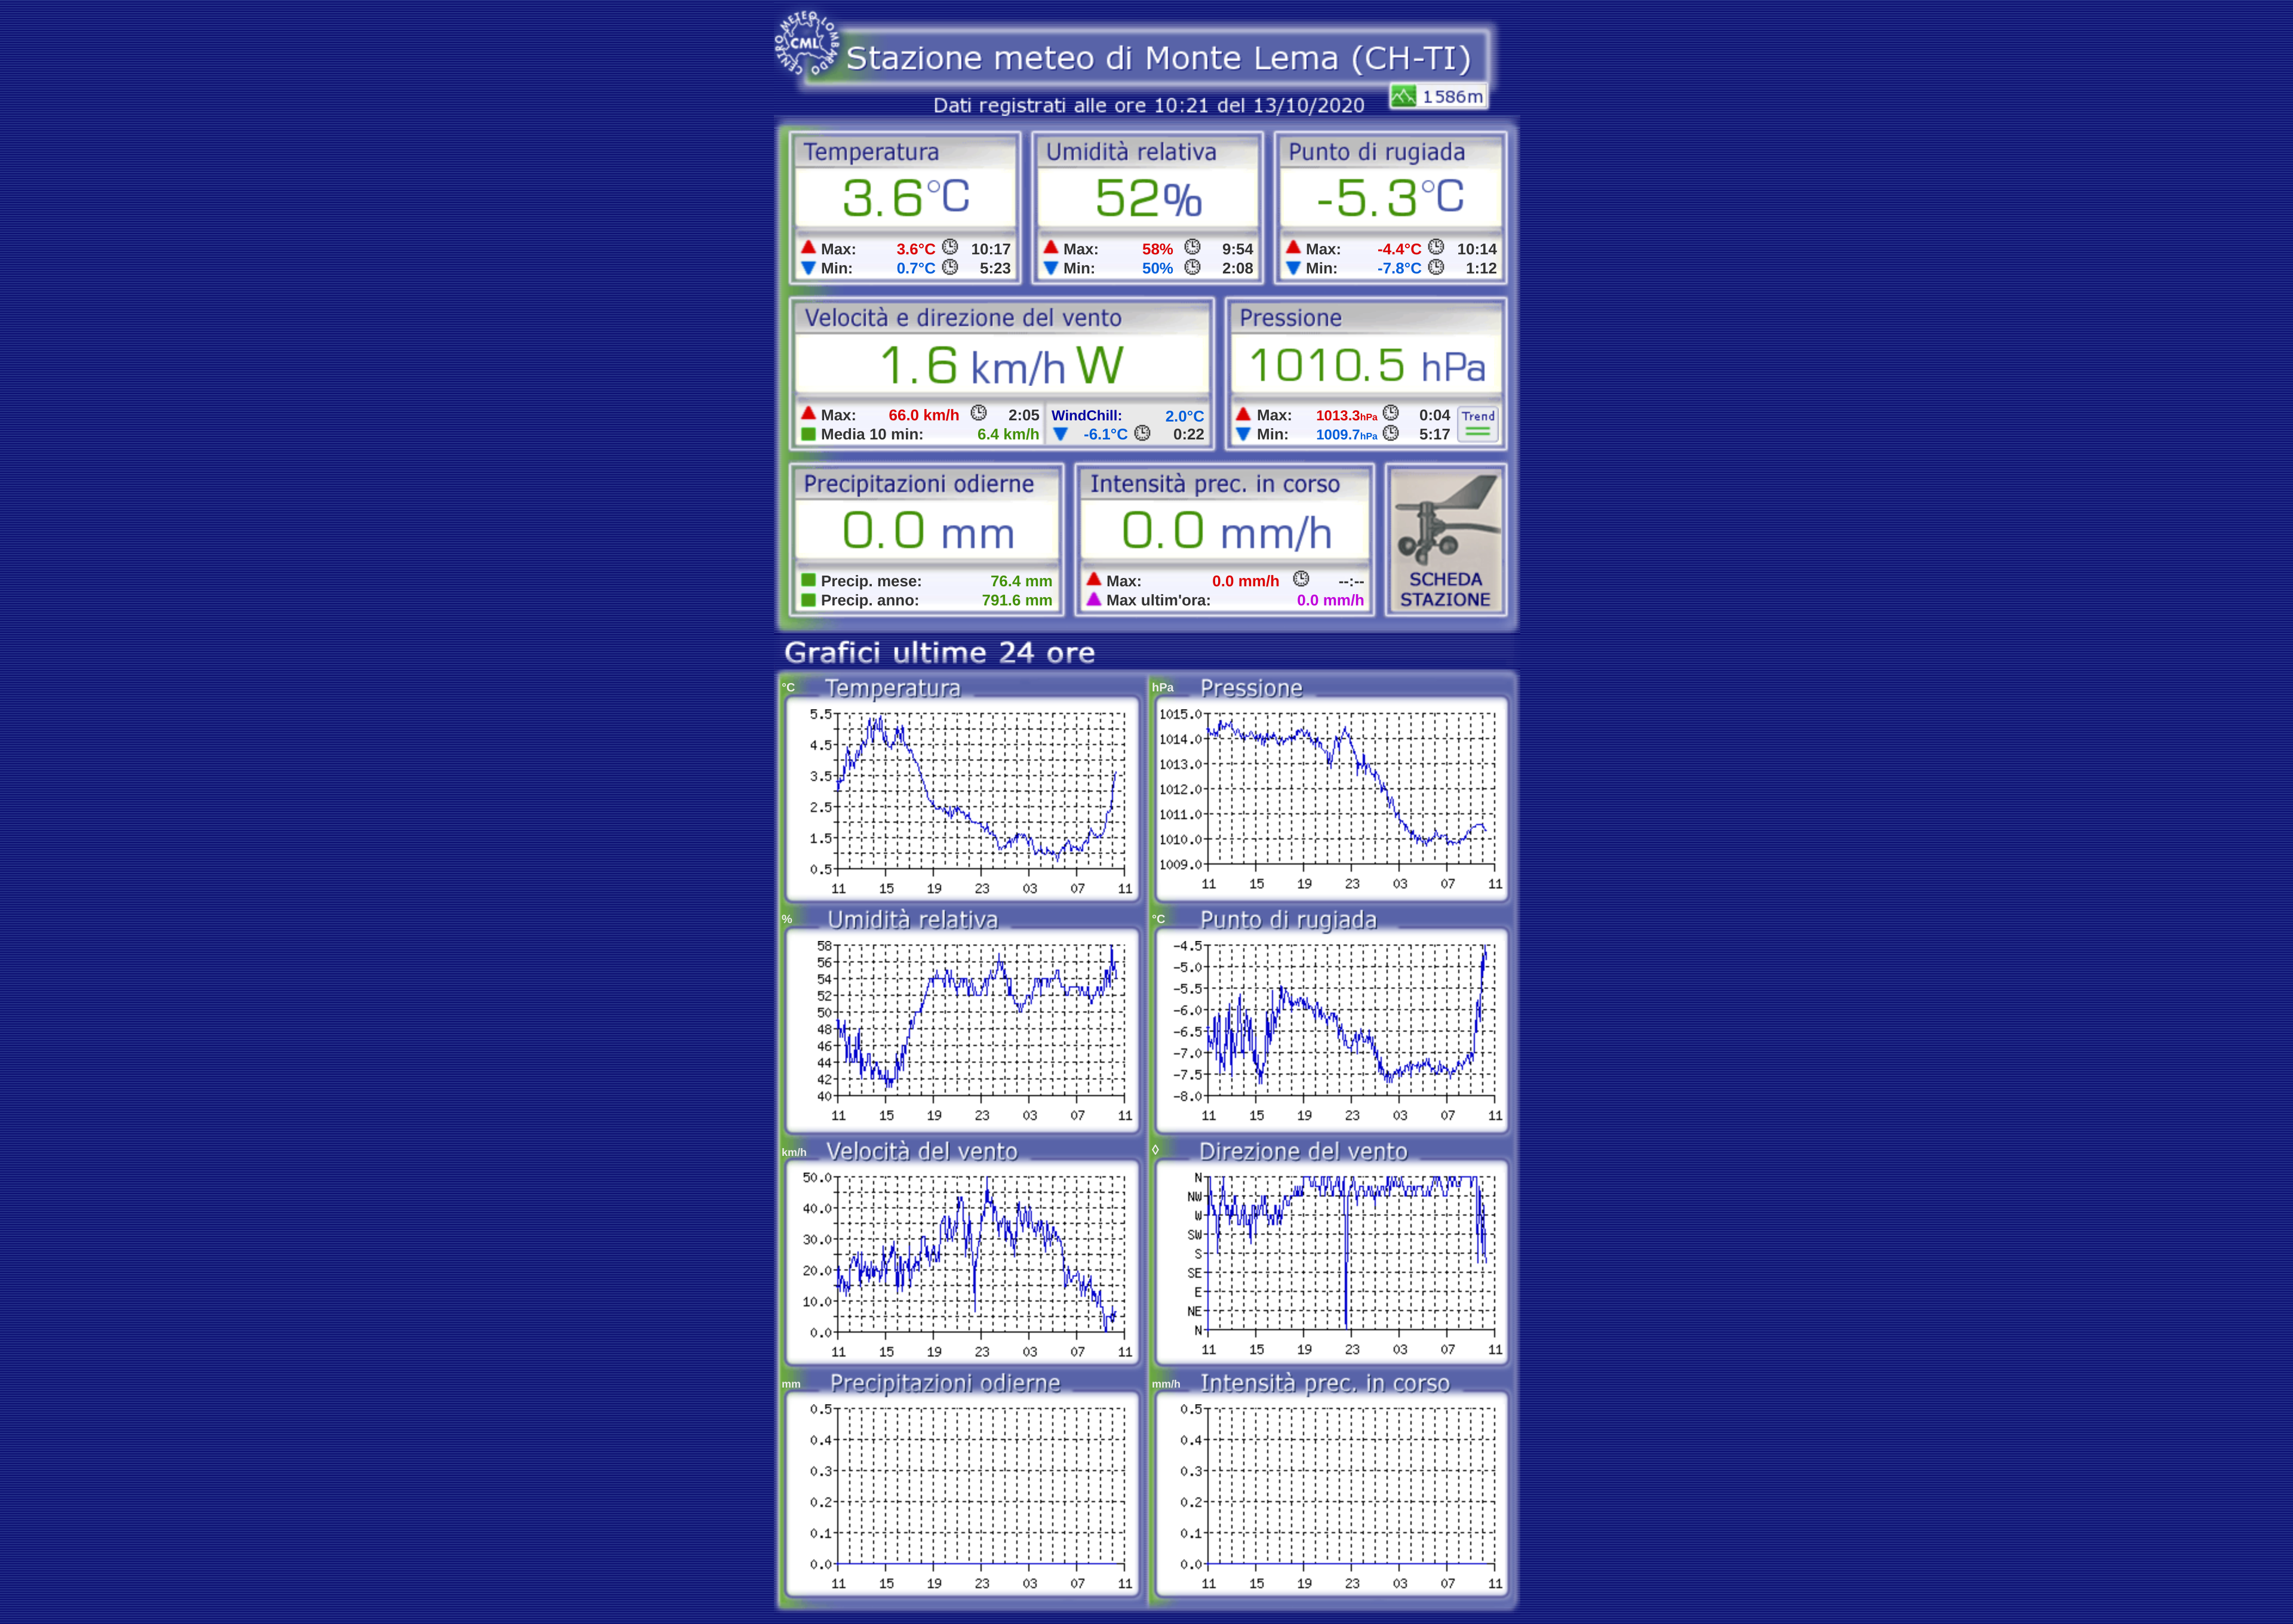 CENTRO METEO LOMBARDO
CML
Stazione meteo di Monte Lema (CH-TI)
1586m
Dati registrati alle ore 10:21 del 13/10/2020
Temperatura
3.6°C
Max: 3.6°C 10:17
Min: 0.7°C 5:23
Umidità relativa
52%
Max: 58% 9:54
Min: 50% 2:08
Punto di rugiada
-5.3°C
Max: -4.4°C 10:14
Min: -7.8°C 1:12
Velocità e direzione del vento
1.6 km/h W
Max: 66.0 km/h 2:05
Media 10 min: 6.4 km/h
WindChill: 2.0°C
-6.1°C 0:22
Pressione
1010.5 hPa
Max: 1013.3hPa 0:04
Min: 1009.7hPa 5:17
Trend
Precipitazioni odierne
0.0 mm
Precip. mese: 76.4 mm
Precip. anno: 791.6 mm
Intensità prec. in corso
0.0 mm/h
Max: 0.0 mm/h --:--
Max ultim'ora: 0.0 mm/h
SCHEDA
STAZIONE
Grafici ultime 24 ore
°C Temperatura
5.5
4.5
3.5
2.5
1.5
0.5
11 15 19 23 03 07 11
hPa Pressione
1015.0
1014.0
1013.0
1012.0
1011.0
1010.0
1009.0
11 15 19 23 03 07 11
% Umidità relativa
58
56
54
52
50
48
46
44
42
40
11 15 19 23 03 07 11
°C Punto di rugiada
-4.5
-5.0
-5.5
-6.0
-6.5
-7.0
-7.5
-8.0
11 15 19 23 03 07 11
km/h Velocità del vento
50.0
40.0
30.0
20.0
10.0
0.0
11 15 19 23 03 07 11
◊ Direzione del vento
N
NW
W
SW
S
SE
E
NE
N
11 15 19 23 03 07 11
mm Precipitazioni odierne
0.5
0.4
0.3
0.2
0.1
0.0
11 15 19 23 03 07 11
mm/h Intensità prec. in corso
0.5
0.4
0.3
0.2
0.1
0.0
11 15 19 23 03 07 11